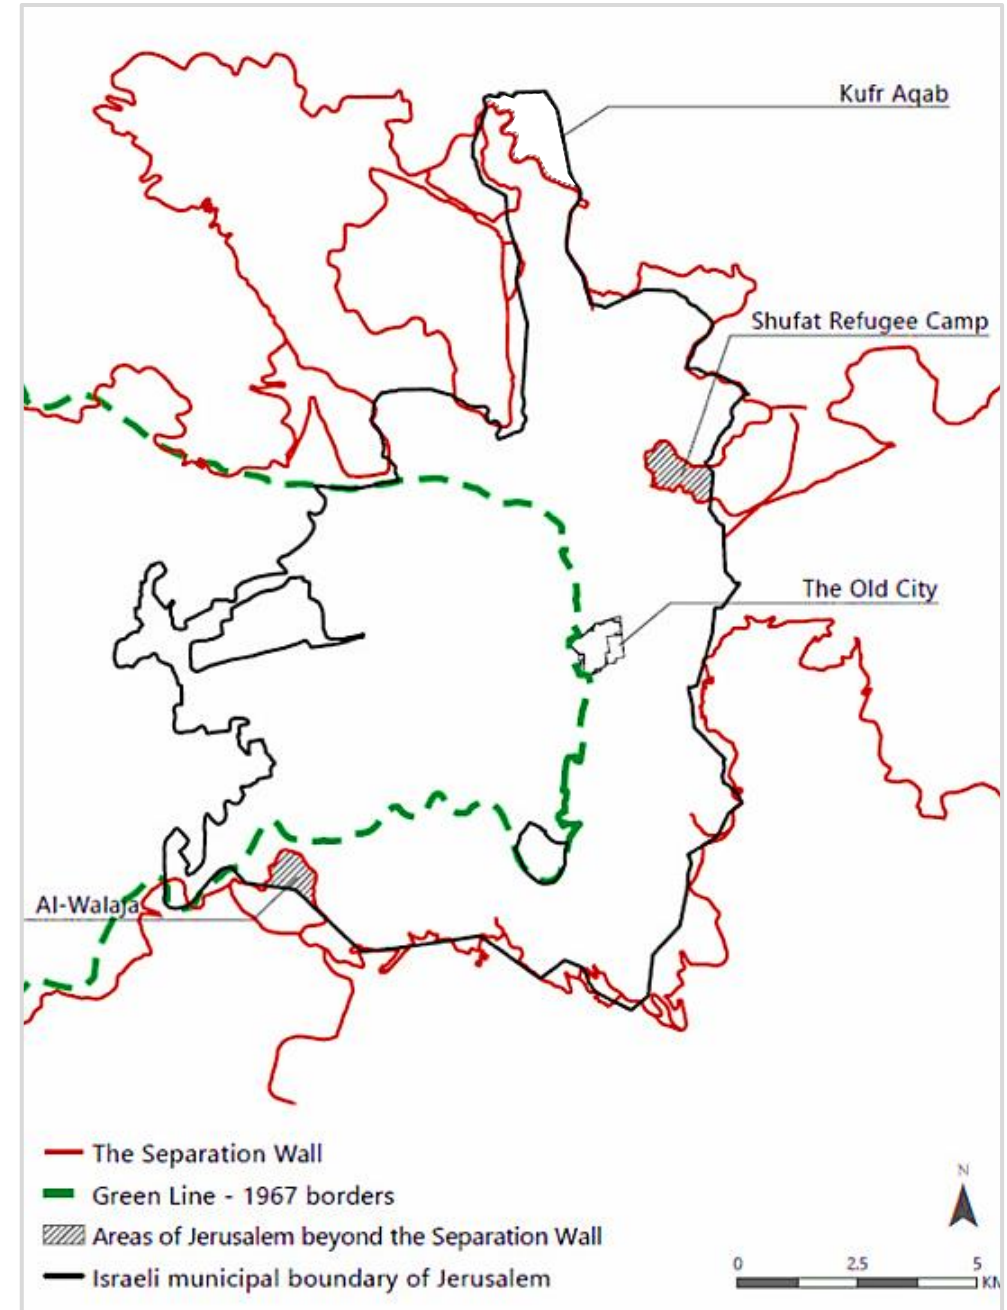 Kufr Aqab
Shufat Refugee Camp
The Old City
Al-Walaja
The Separation Wall
Green Line - 1967 borders
Areas of Jerusalem beyond the Separation Wall
Israeli municipal boundary of Jerusalem
N
0 2.5 5
KM